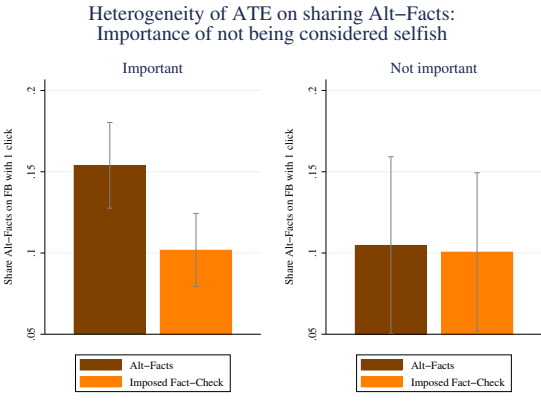 Heterogeneity of ATE on sharing Alt−Facts:
Importance of not being considered selfish
Important
Share Alt−Facts on FB with 1 click
.2
.15
.1
.05
Alt−Facts
Imposed Fact−Check
Not important
Share Alt−Facts on FB with 1 click
.2
.15
.1
.05
Alt−Facts
Imposed Fact−Check